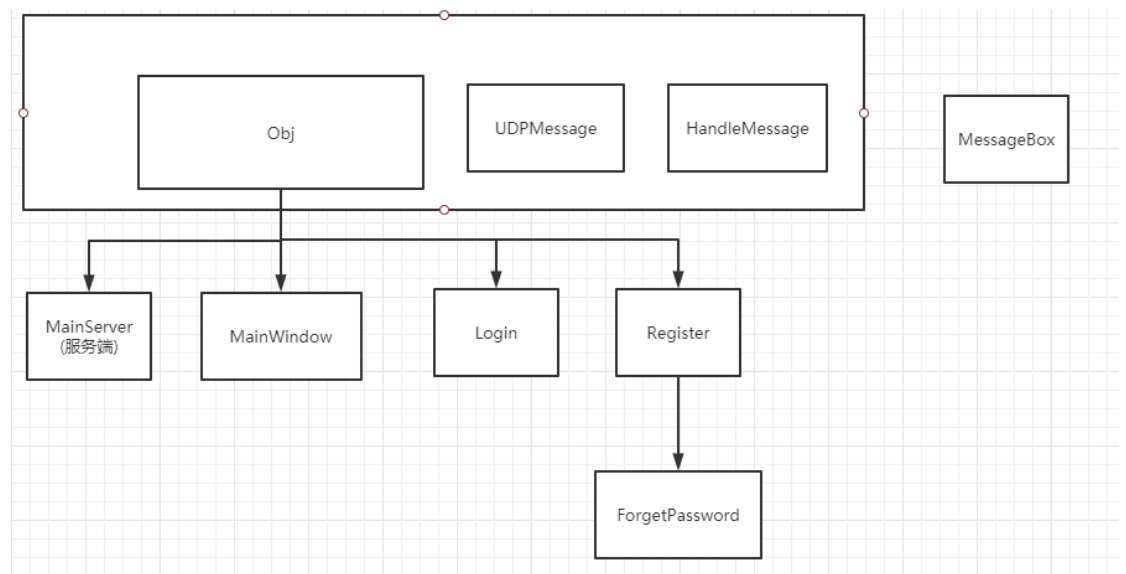 Obj
UDPMessage
HandleMessage
MessageBox
MainServer
(服务端)
MainWindow
Login
Register
ForgetPassword